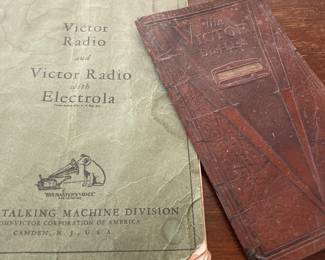 Victor
Radio
and
Victor Radio
with
Electrola
"HIS MASTER'S VOICE"
TALKING MACHINE DIVISION
VICTOR CORPORATION OF AMERICA
CAMDEN, N. J., U.S.A.
The
VICTOR